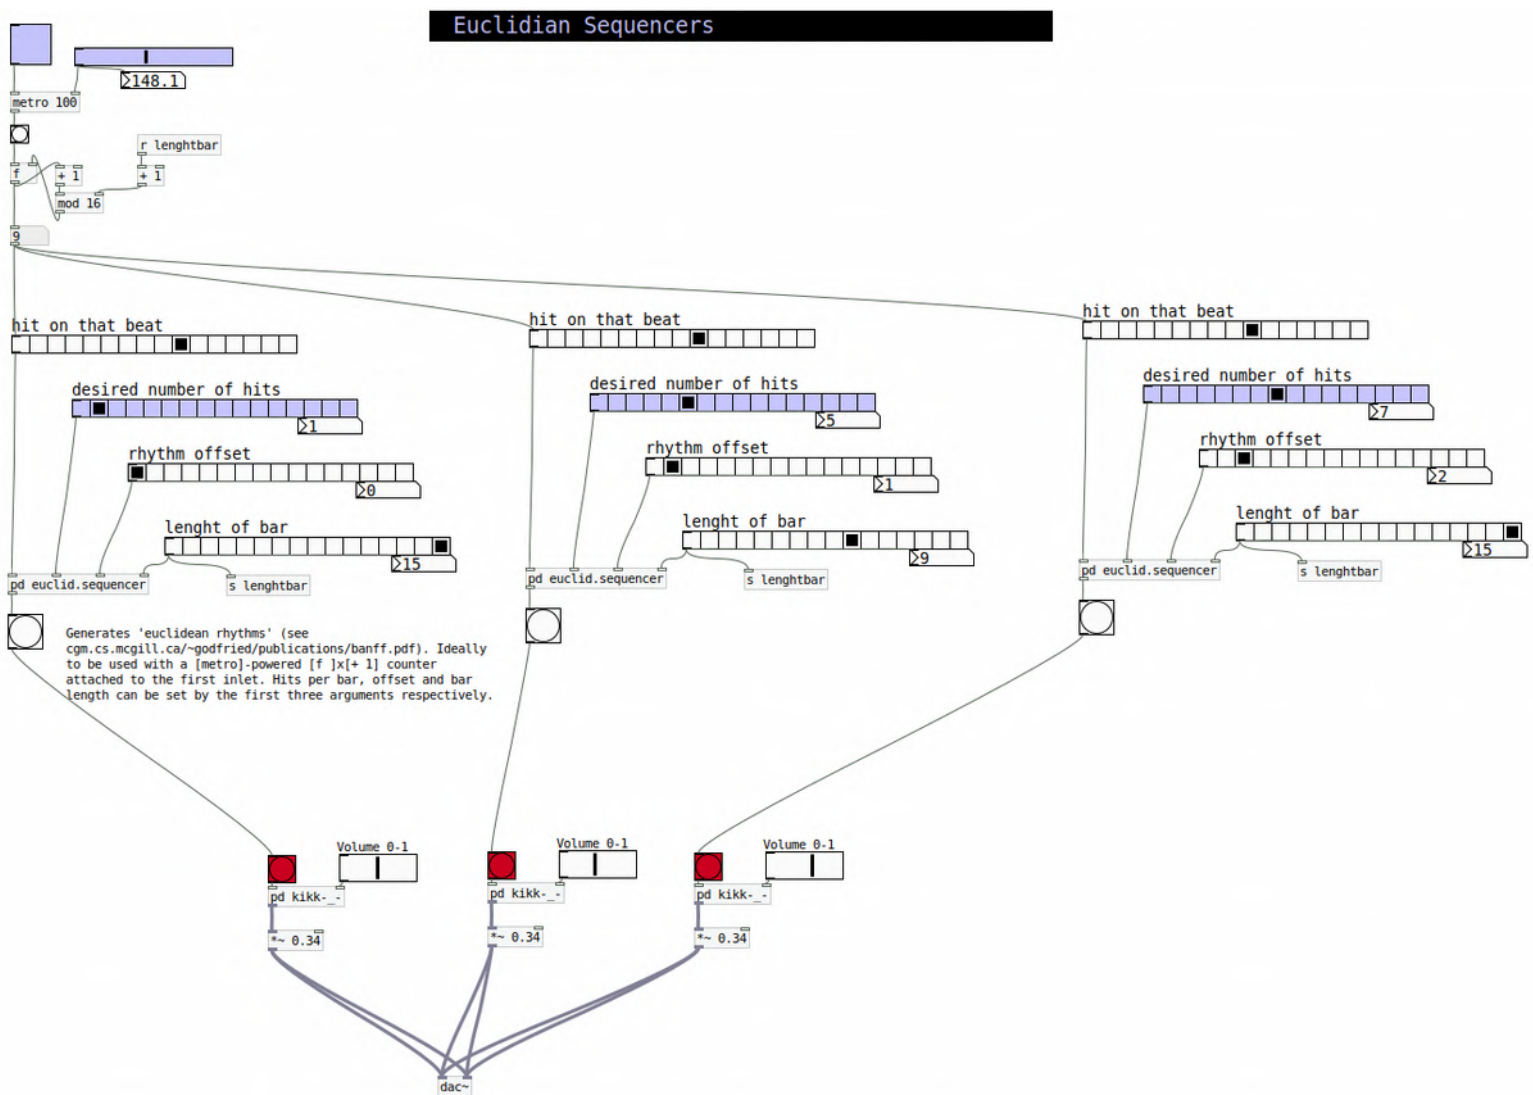 Euclidian Sequencers
148.1
metro 100
r lenghtbar
f
+ 1
+ 1
mod 16
9
hit on that beat
desired number of hits
1
rhythm offset
0
lenght of bar
15
pd euclid.sequencer
s lenghtbar
hit on that beat
desired number of hits
5
rhythm offset
1
lenght of bar
9
pd euclid.sequencer
s lenghtbar
hit on that beat
desired number of hits
7
rhythm offset
2
lenght of bar
15
pd euclid.sequencer
s lenghtbar
Generates 'euclidean rhythms' (see
cgm.cs.mcgill.ca/~godfried/publications/banff.pdf). Ideally
to be used with a [metro]-powered [f ]x[+ 1] counter
attached to the first inlet. Hits per bar, offset and bar
length can be set by the first three arguments respectively.
Volume 0-1
pd kikk-_-
*~ 0.34
Volume 0-1
pd kikk-_-
*~ 0.34
Volume 0-1
pd kikk-_-
*~ 0.34
dac~